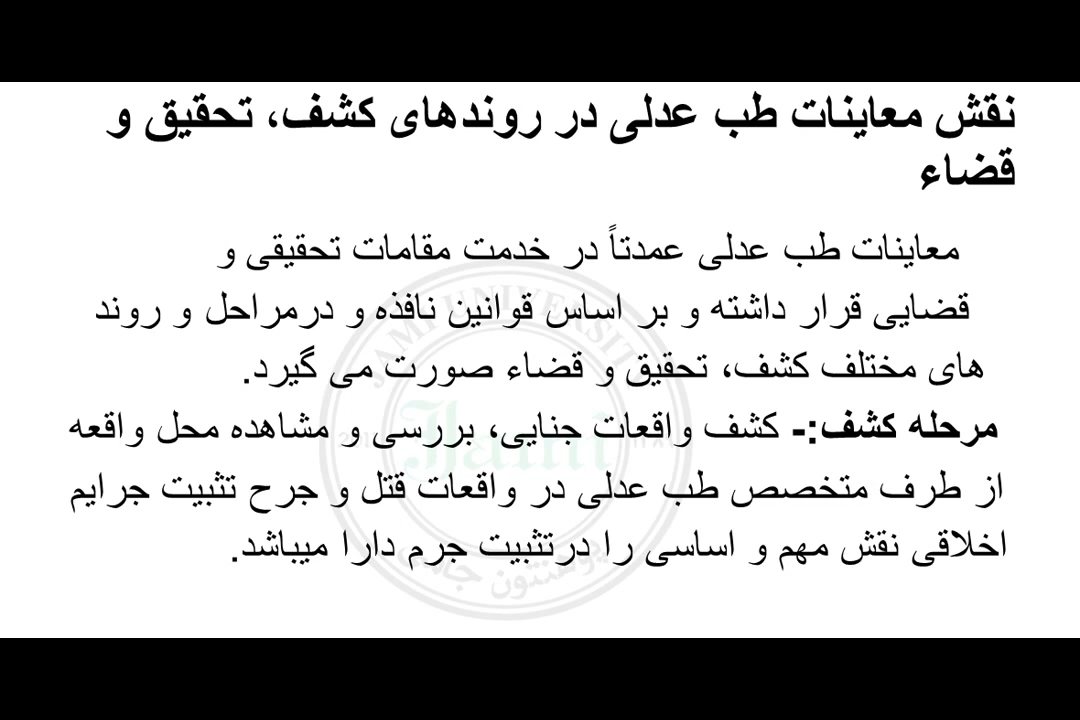 نقش معاینات طب عدلی در روندهای کشف، تحقیق و
قضاء
معاینات طب عدلی عمدتاً در خدمت مقامات تحقیقی و
قضایی قرار داشته و بر اساس قوانین نافذه و درمراحل و روند
های مختلف کشف، تحقیق و قضاء صورت می گیرد.
مرحله کشف:- کشف واقعات جنایی، بررسی و مشاهده محل واقعه
از طرف متخصص طب عدلی در واقعات قتل و جرح تثبیت جرایم
اخلاقی نقش مهم و اساسی را درتثبیت جرم دارا میباشد.
JAMI UNIVERSIT
Jami